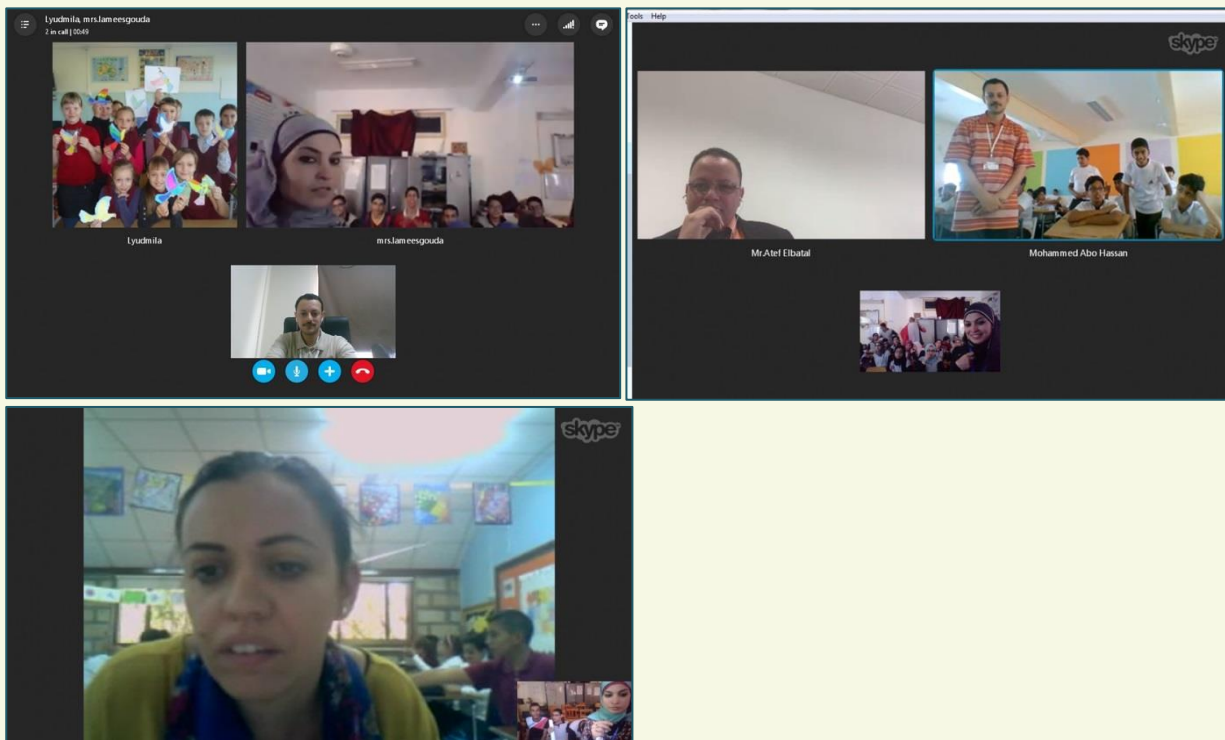 Lyudmila, mrs.lameesgouda
2 in call | 00:49
Lyudmila
mrs.lameesgouda
Tools Help
skype
Mr.Atef Elbatal
Mohammed Abo Hassan
skype